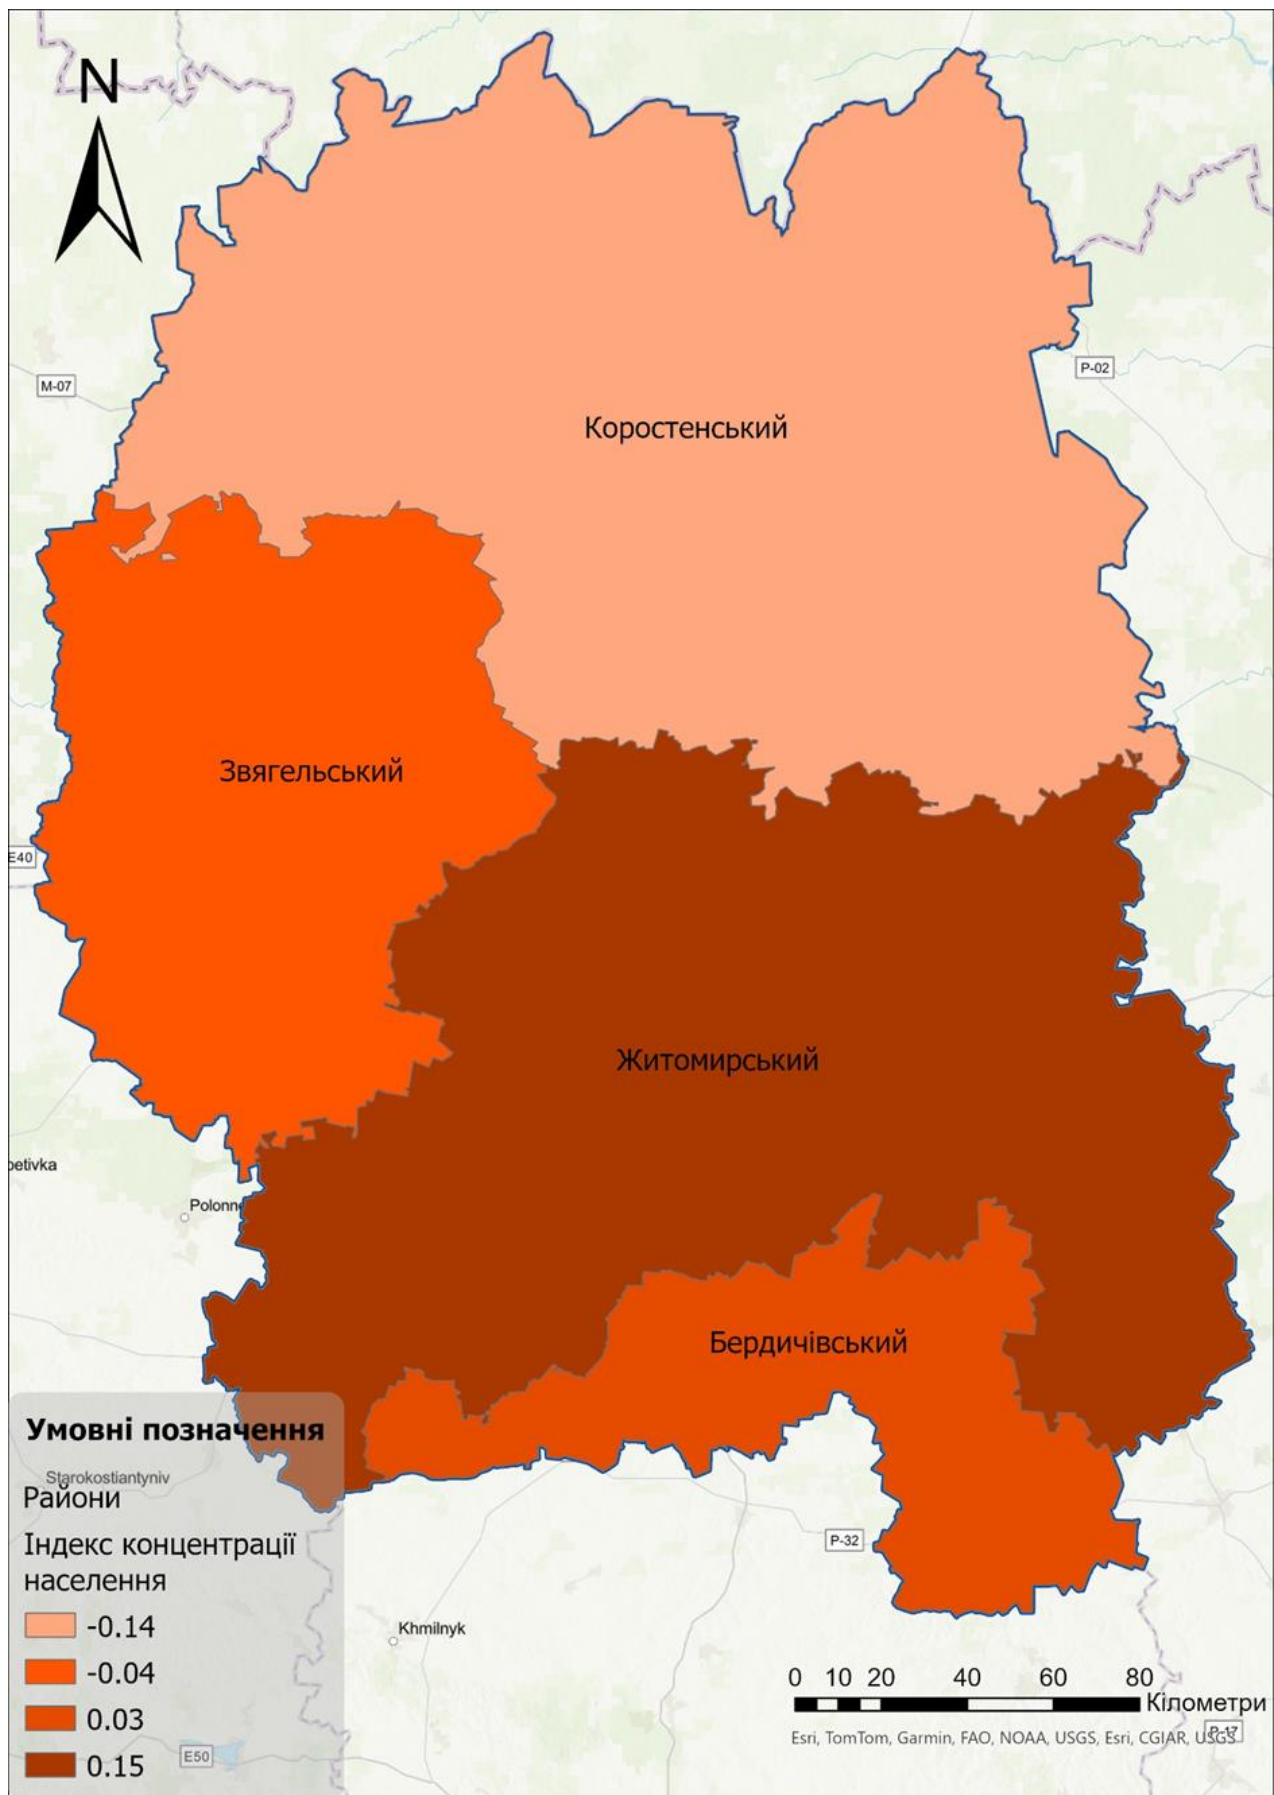 N
M-07
P-02
Коростенський
Звягельський
E40
Житомирський
petivka
Polonn
Бердичівський
Умовні позначення
Starokostiantyniv
Райони
Індекс концентрації
населення
-0.14
-0.04
0.03
0.15
P-32
Khmilnyk
E50
0 10 20 40 60 80
Кілометри
P-17
Esri, TomTom, Garmin, FAO, NOAA, USGS, Esri, CGIAR, USGS